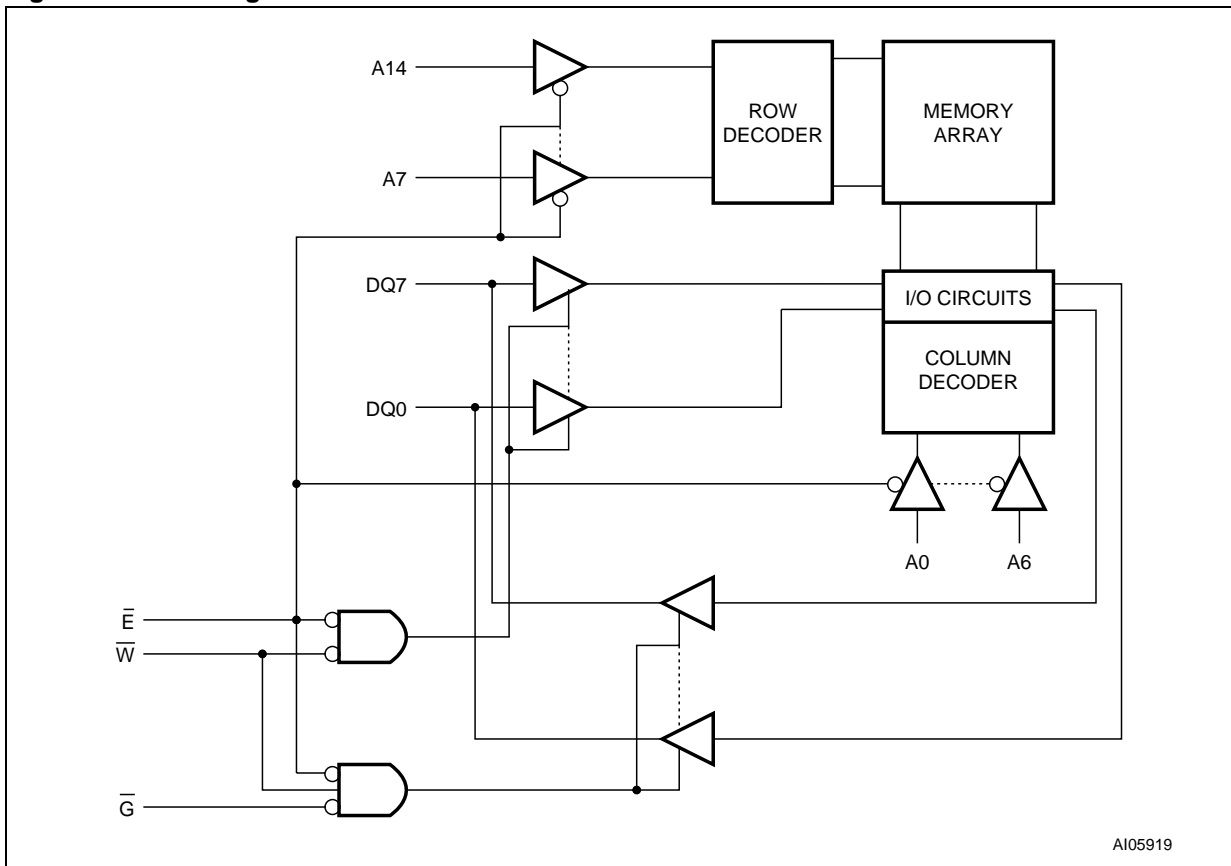 A14
ROW
DECODER
MEMORY
ARRAY
A7
DQ7
I/O CIRCUITS
COLUMN
DECODER
DQ0
A0
A6
E̅
W̅
G̅
AI05919